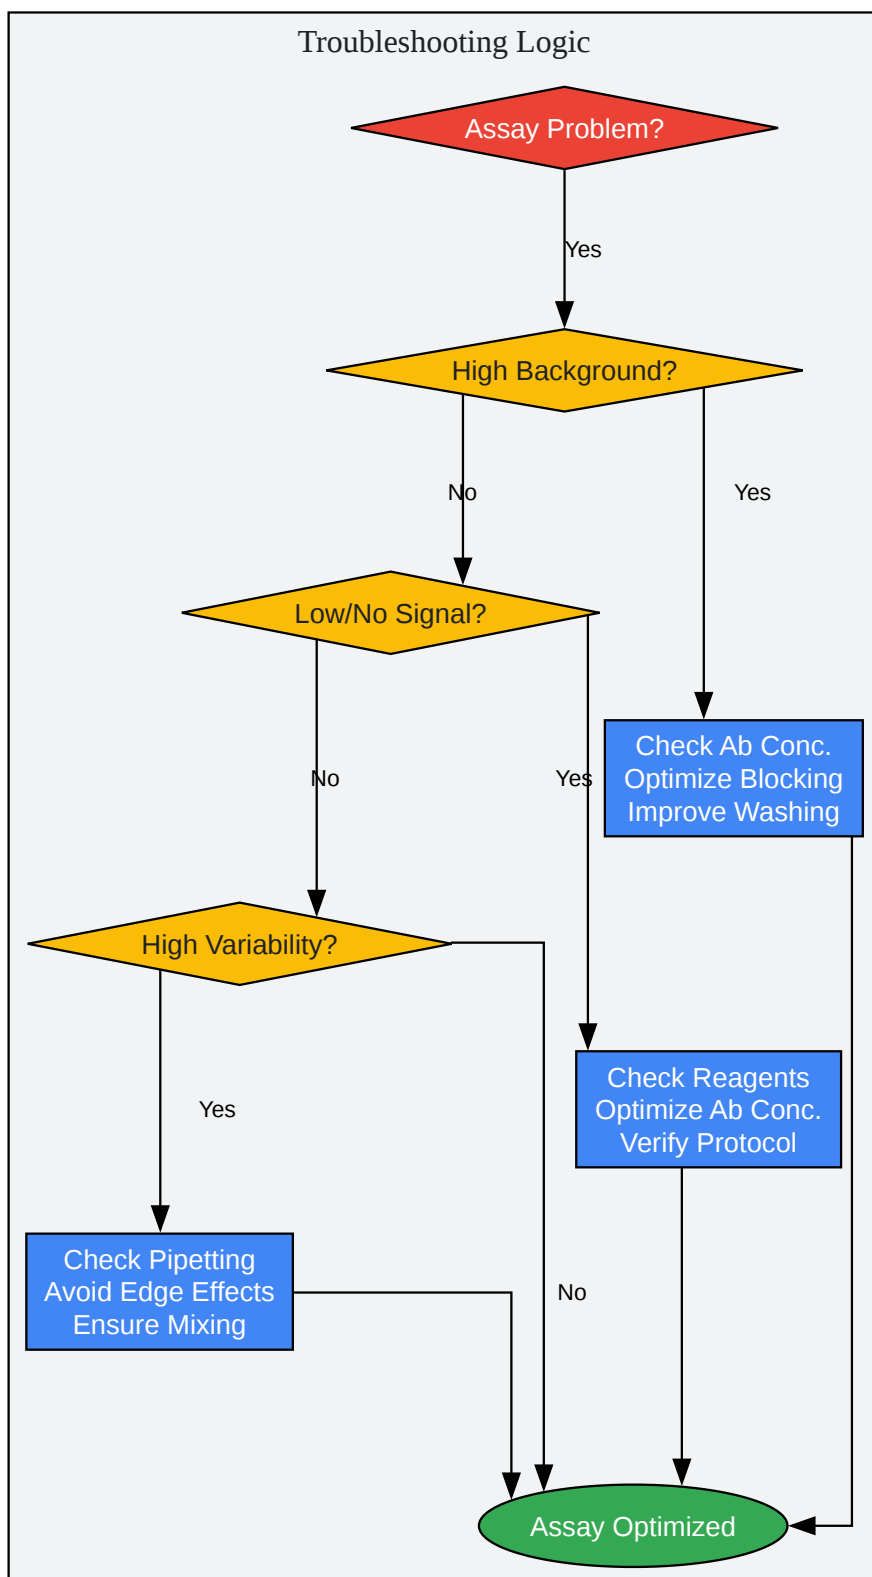 Troubleshooting Logic
Assay Problem?
Yes
High Background?
No
Yes
Low/No Signal?
No
Yes
Check Ab Conc.
Optimize Blocking
Improve Washing
High Variability?
Check Reagents
Optimize Ab Conc.
Verify Protocol
Yes
Check Pipetting
Avoid Edge Effects
Ensure Mixing
No
Assay Optimized